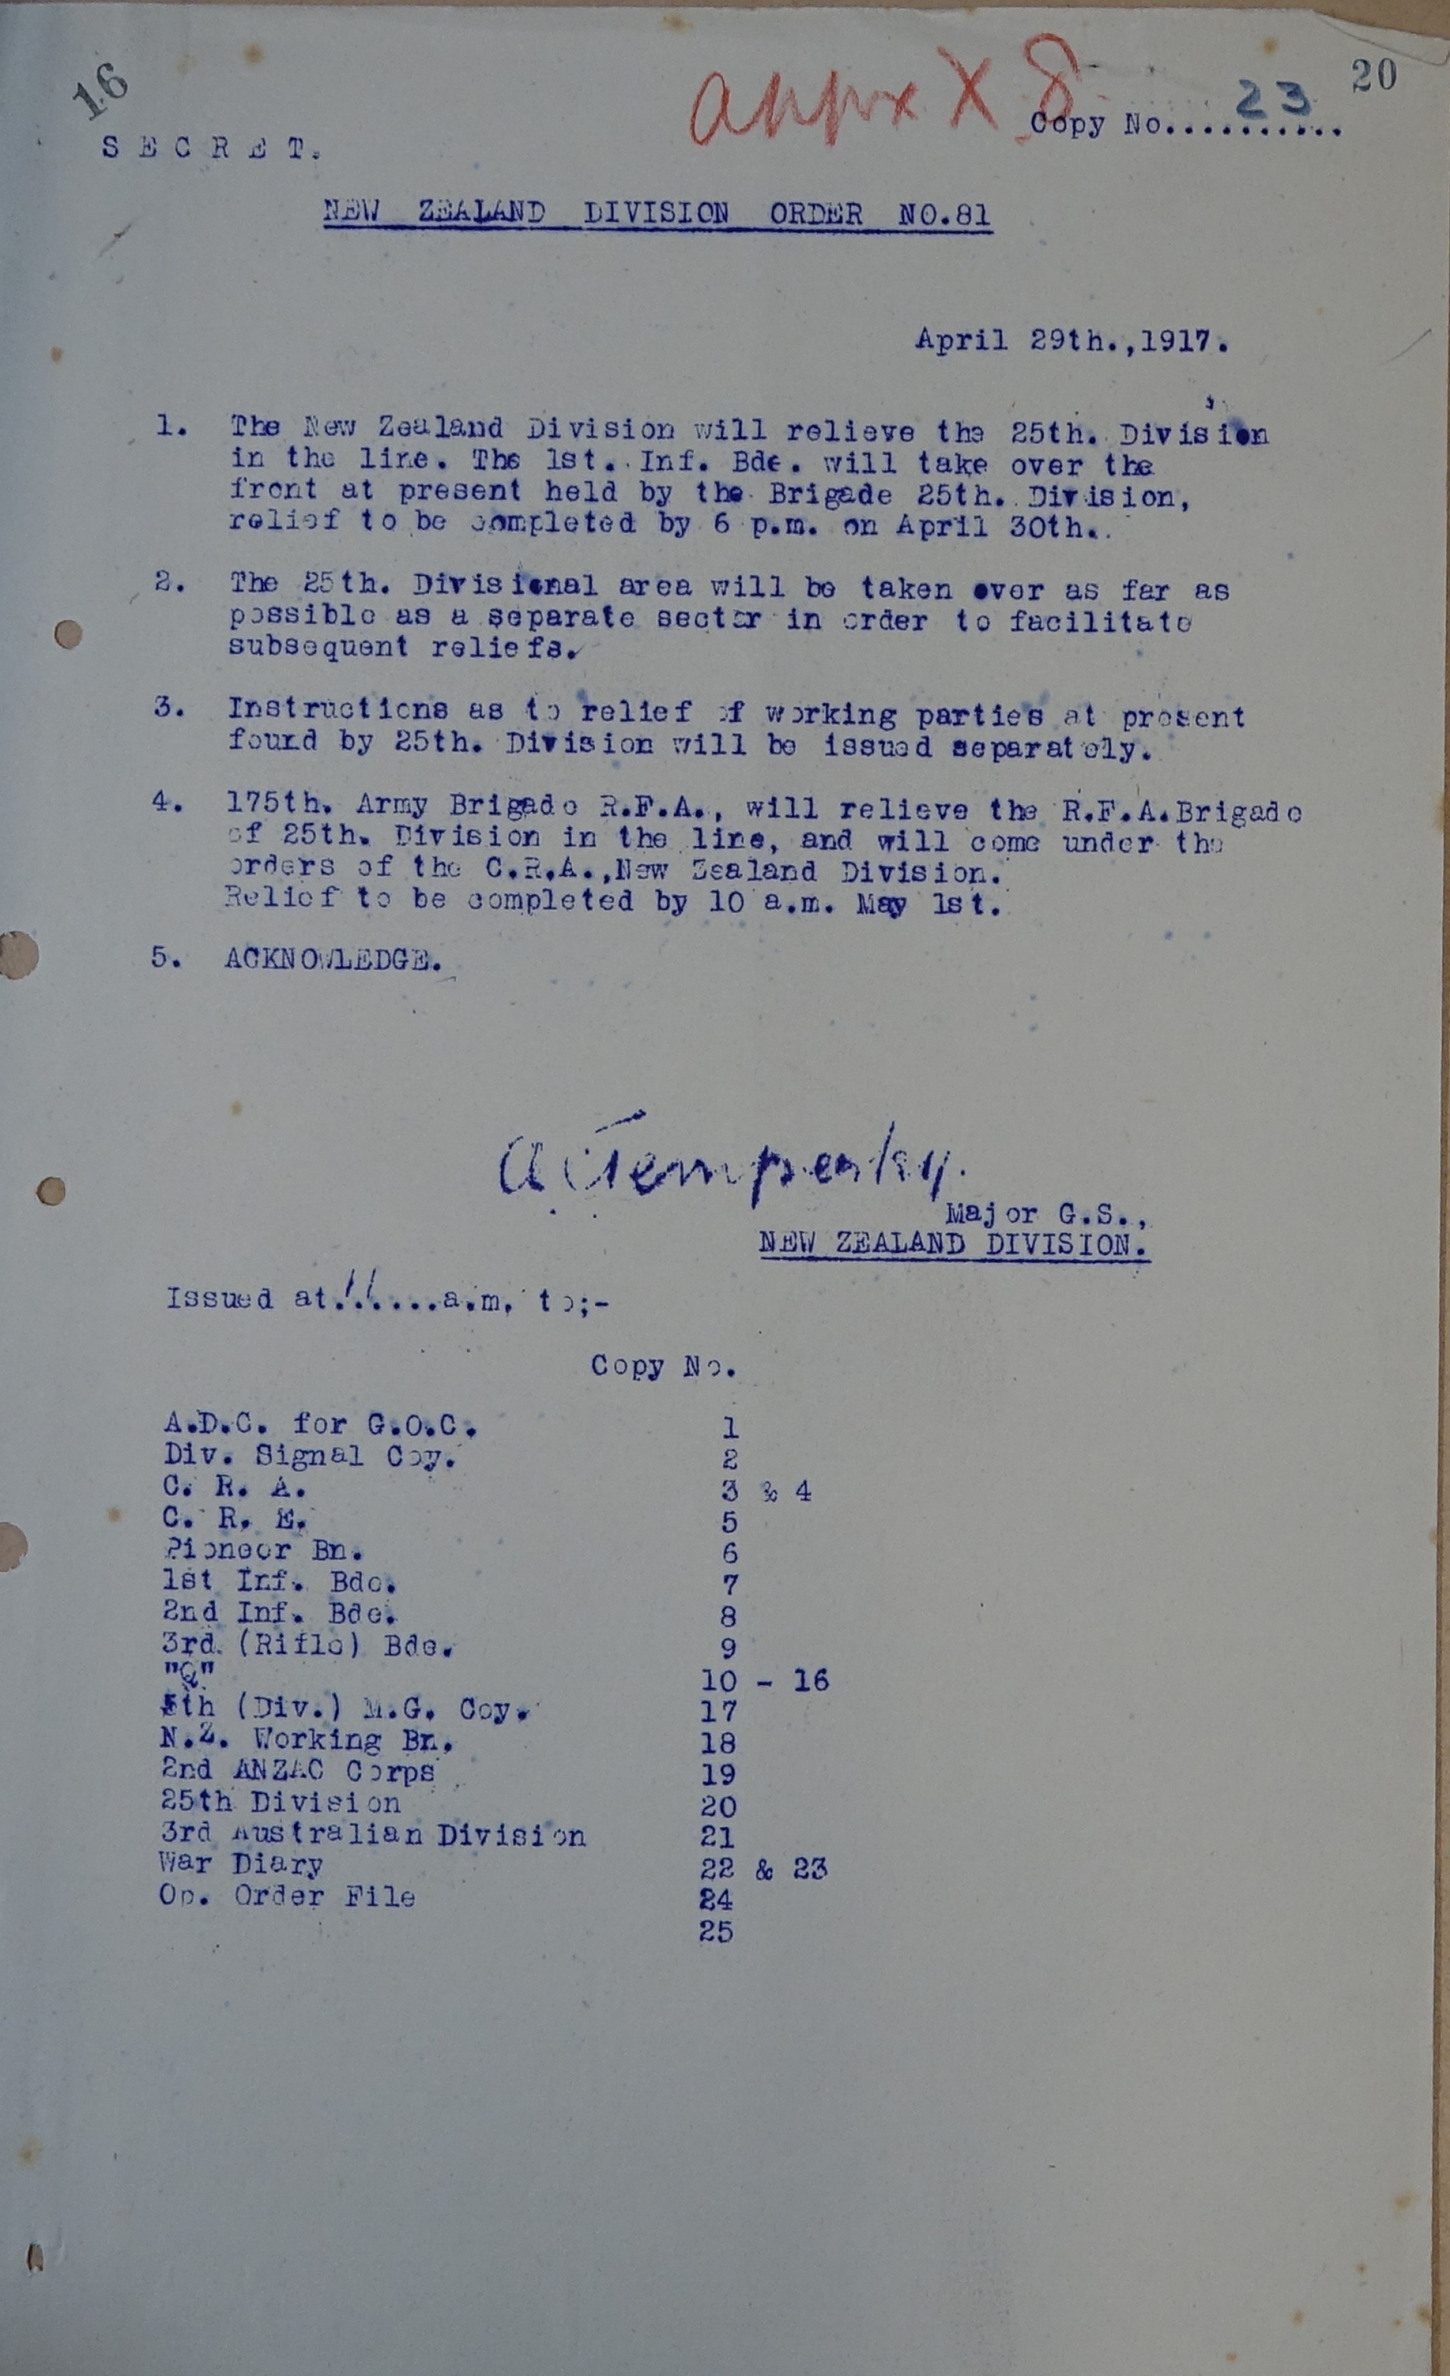 16
20
appx X 8
Copy No........... 23
S E C R E T.
NEW ZEALAND DIVISION ORDER NO.81
April 29th.,1917.
1. The New Zealand Division will relieve the 25th. Division
in the line. The 1st. Inf. Bde. will take over the
front at present held by the Brigade 25th. Division,
relief to be completed by 6 p.m. on April 30th..
2. The 25th. Divisional area will be taken over as far as
possible as a separate sector in order to facilitate
subsequent reliefs.
3. Instructions as to relief of working parties at present
found by 25th. Division will be issued separately.
4. 175th. Army Brigade R.F.A., will relieve the R.F.A.Brigade
of 25th. Division in the line, and will come under the
orders of the C.R.A.,New Zealand Division.
Relief to be completed by 10 a.m. May 1st.
5. ACKNOWLEDGE.
A C Temperley.
Major G.S.,
NEW ZEALAND DIVISION.
Issued at..11....a.m. to;-
Copy No.
A.D.C. for G.O.C. 1
Div. Signal Coy. 2
C. R. A. 3 & 4
C. R. E. 5
Pioneer Bn. 6
1st Inf. Bde. 7
2nd Inf. Bde. 8
3rd. (Rifle) Bde. 9
"Q" 10 - 16
5th (Div.) M.G. Coy. 17
N.Z. Working Bn. 18
2nd ANZAC Corps 19
25th Division 20
3rd Australian Division 21
War Diary 22 & 23
Op. Order File 24
25